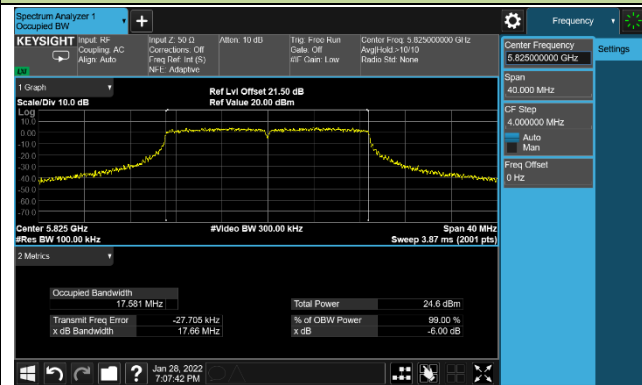 Spectrum Analyzer 1
Occupied BW
Frequency
KEYSIGHT
Input: RF
Coupling: AC
Align: Auto
Input Z: 50 Ω
Corrections: Off
Freq Ref: Int (S)
NFE: Adaptive
Atten: 10 dB
Trig: Free Run
Gate: Off
#IF Gain: Low
Center Freq: 5.825000000 GHz
Avg|Hold:>10/10
Radio Std: None
Center Frequency
5.825000000 GHz
Settings
Span
40.000 MHz
CF Step
4.000000 MHz
Auto
Man
Freq Offset
0 Hz
1 Graph
Scale/Div 10.0 dB
Ref Lvl Offset 21.50 dB
Ref Value 20.00 dBm
Log
10.0
0.00
-10.0
-20.0
-30.0
-40.0
-50.0
-60.0
-70.0
Center 5.825 GHz
#Res BW 100.00 kHz
#Video BW 300.00 kHz
Span 40 MHz
Sweep 3.87 ms (2001 pts)
2 Metrics
Occupied Bandwidth
17.581 MHz
Transmit Freq Error -27.705 kHz
x dB Bandwidth 17.66 MHz
Total Power 24.6 dBm
% of OBW Power 99.00 %
x dB -6.00 dB
Jan 28, 2022
7:07:42 PM